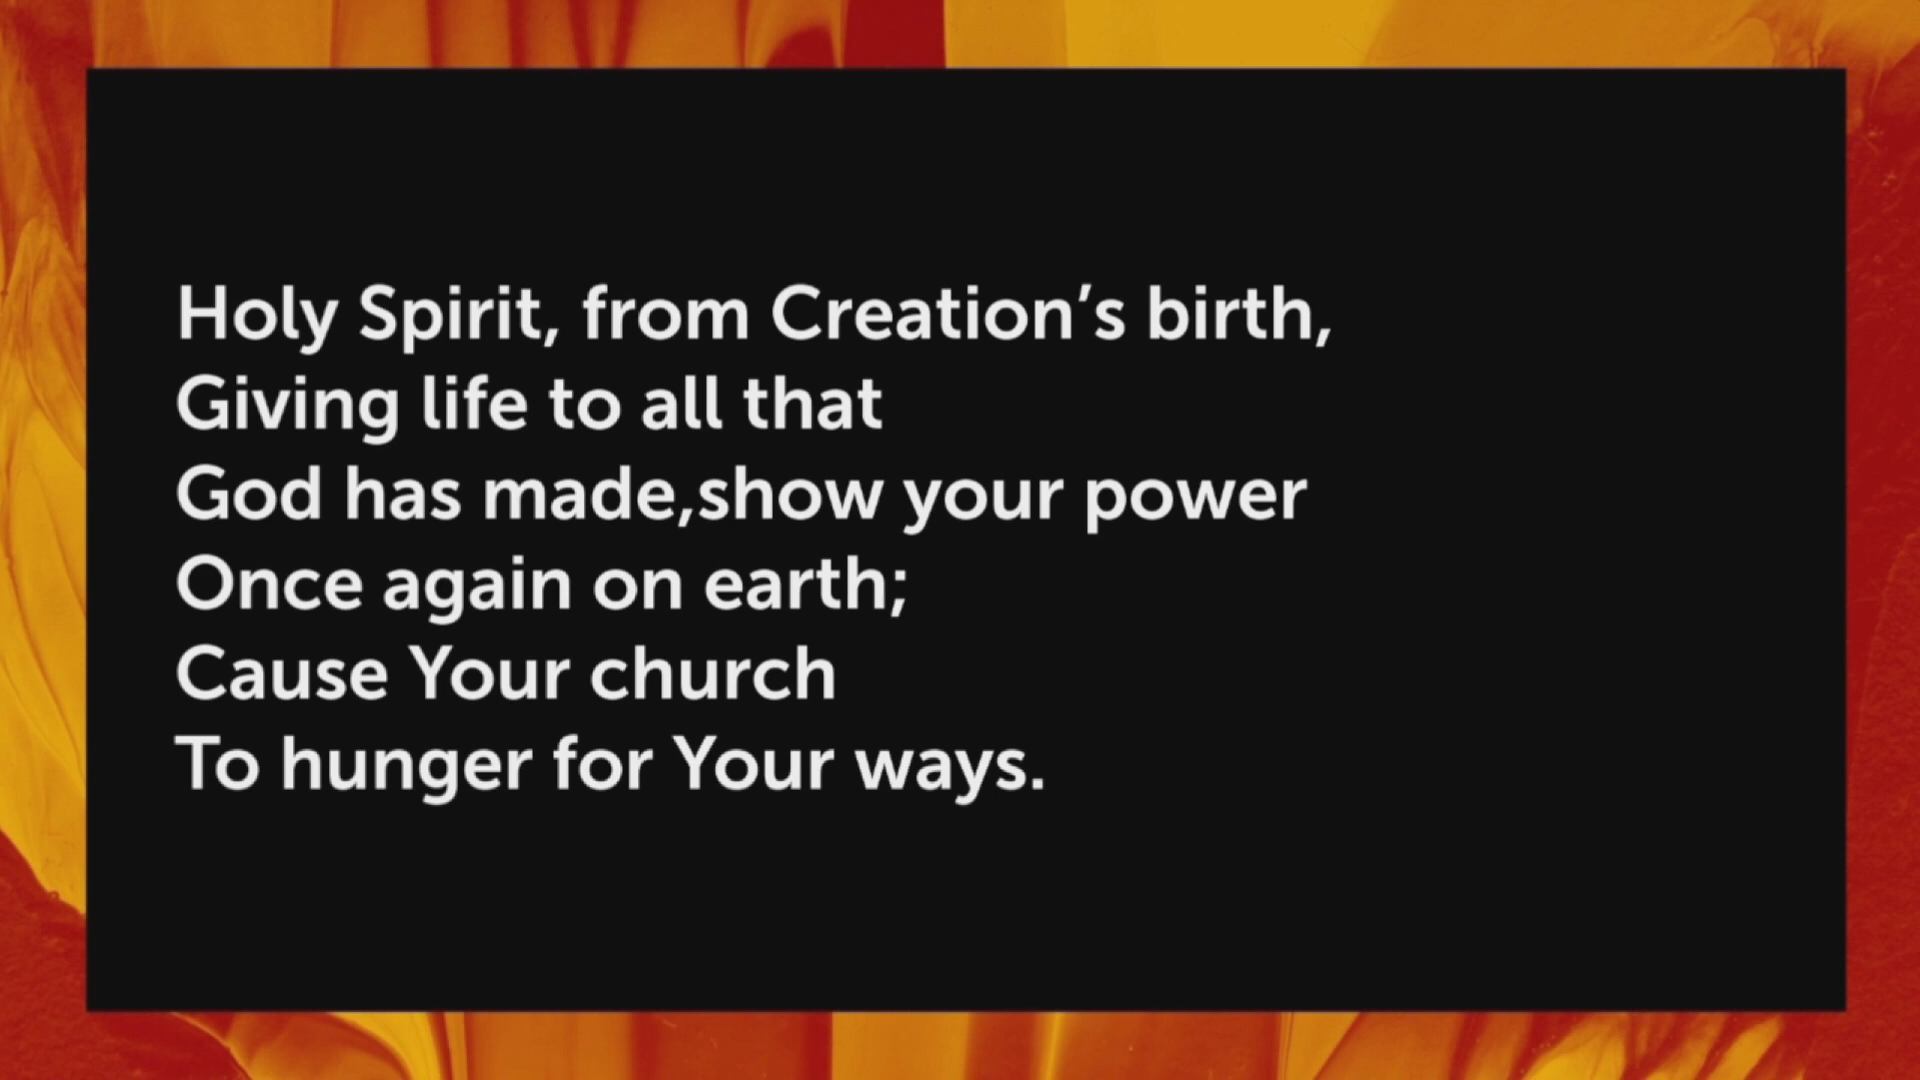 Holy Spirit, from Creation’s birth,
Giving life to all that
God has made,show your power
Once again on earth;
Cause Your church
To hunger for Your ways.